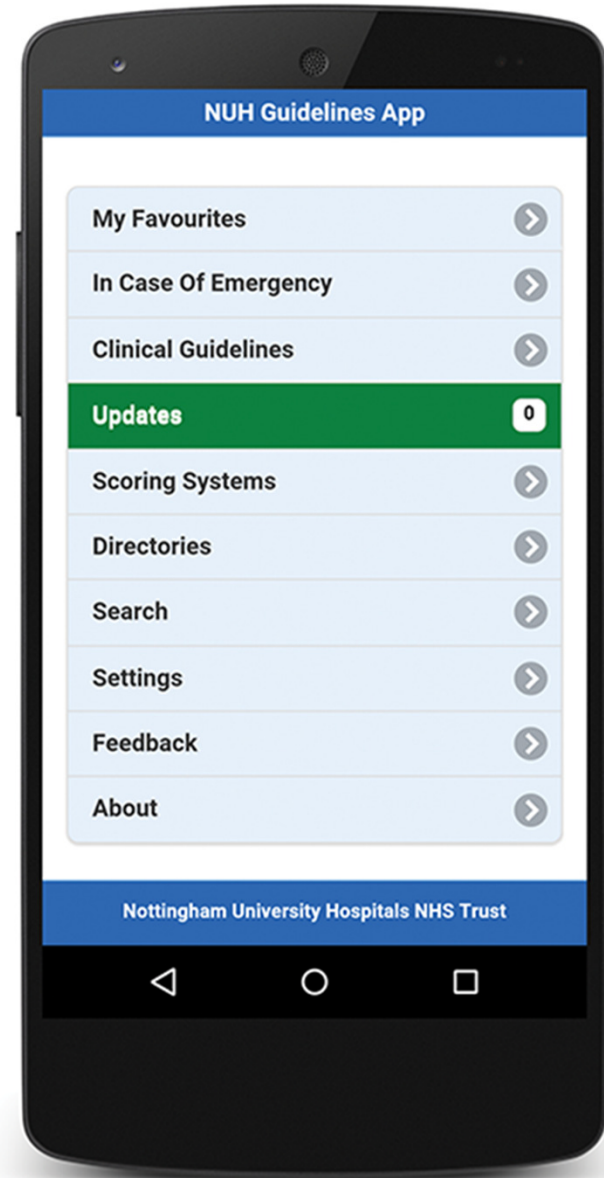 NUH Guidelines App
My Favourites
In Case Of Emergency
Clinical Guidelines
Updates 0
Scoring Systems
Directories
Search
Settings
Feedback
About
Nottingham University Hospitals NHS Trust